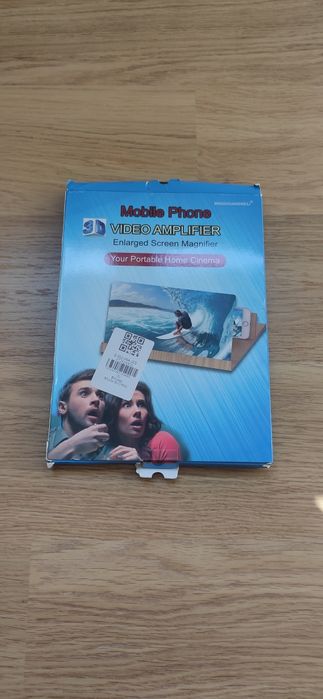 Mobile Phone
3D VIDEO AMPLIFIER
Enlarged Screen Magnifier
Your Portable Home Cinema